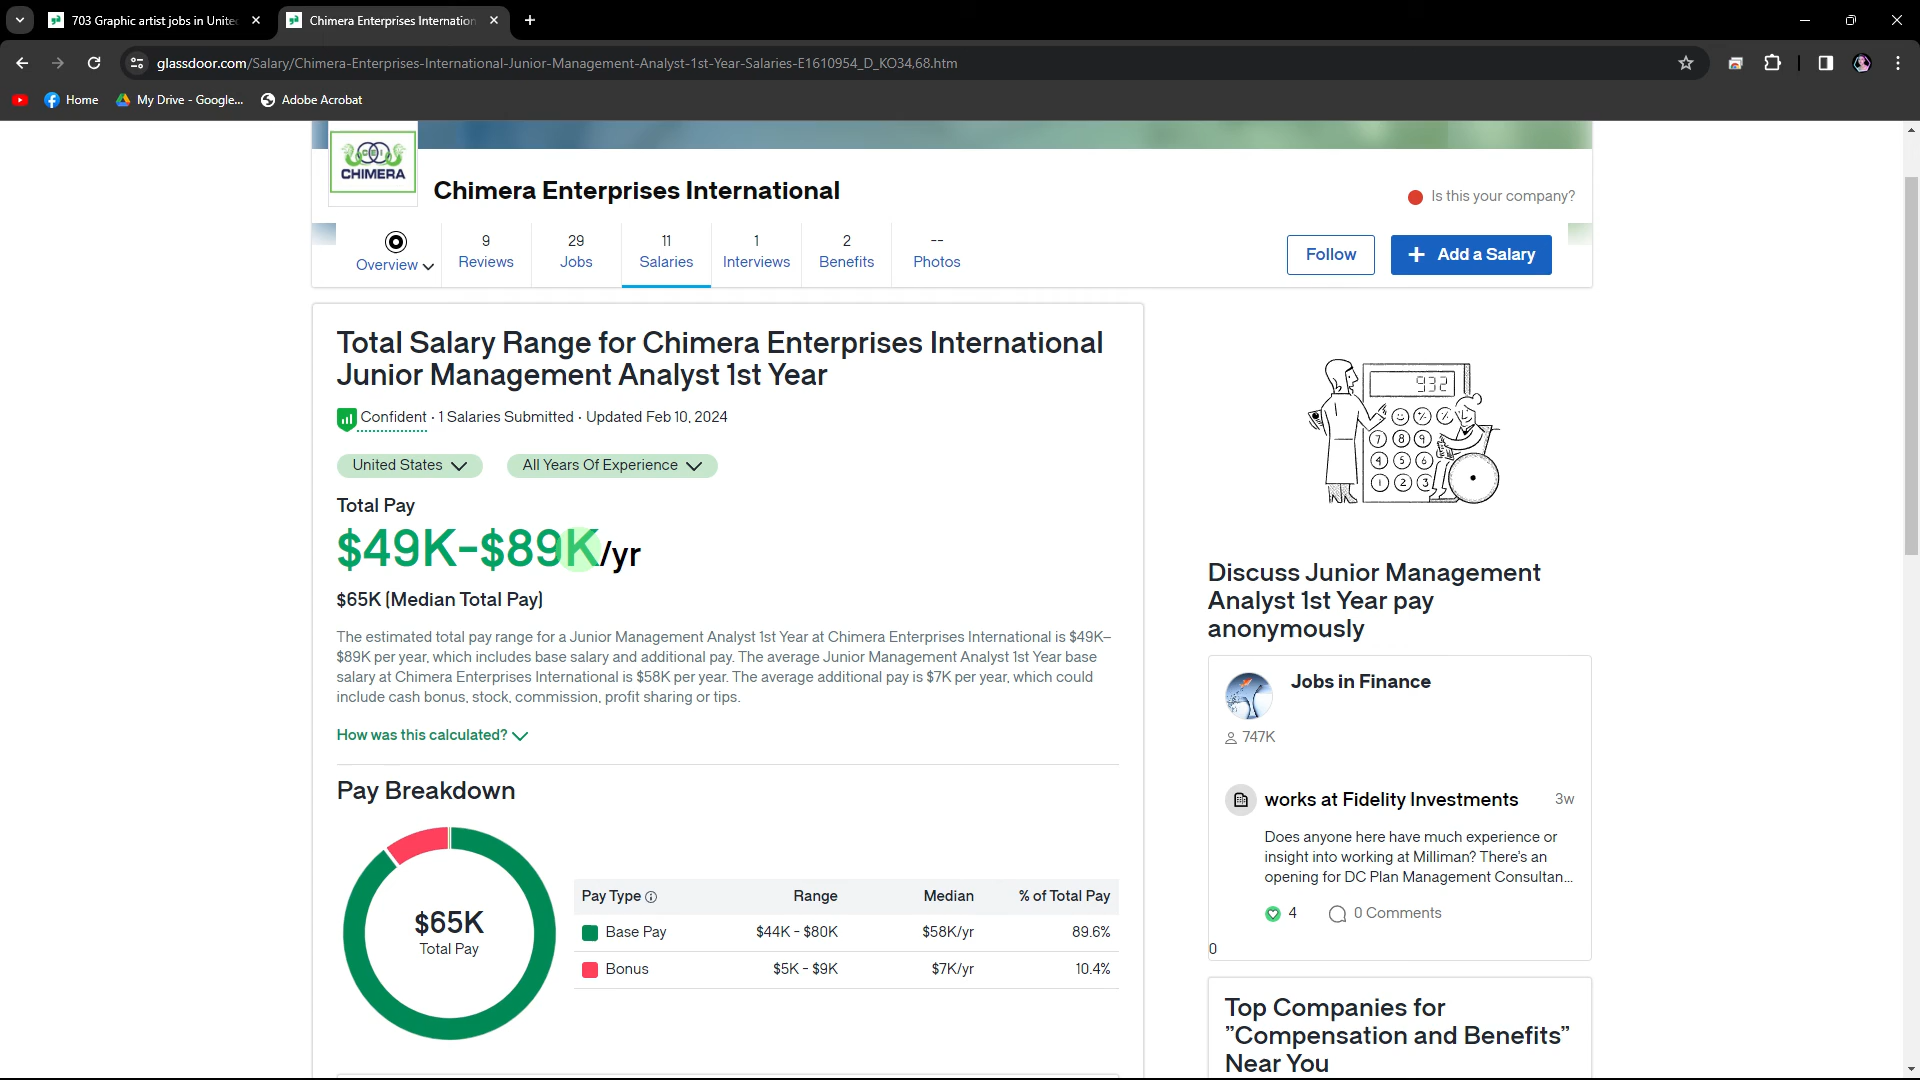 703 Graphic artist jobs in Unite
Chimera Enterprises Internation
glassdoor.com/Salary/Chimera-Enterprises-International-Junior-Management-Analyst-1st-Year-Salaries-E1610954_D_KO34,68.htm
Home
My Drive - Google...
Adobe Acrobat
CEI
CHIMERA
Chimera Enterprises International
Is this your company?
Overview
9
Reviews
29
Jobs
11
Salaries
1
Interviews
2
Benefits
--
Photos
Follow
+ Add a Salary
Total Salary Range for Chimera Enterprises International
Junior Management Analyst 1st Year
Confident · 1 Salaries Submitted · Updated Feb 10, 2024
United States
All Years Of Experience
Total Pay
$49K-$89K/yr
$65K (Median Total Pay)
The estimated total pay range for a Junior Management Analyst 1st Year at Chimera Enterprises International is $49K–
$89K per year, which includes base salary and additional pay. The average Junior Management Analyst 1st Year base
salary at Chimera Enterprises International is $58K per year. The average additional pay is $7K per year, which could
include cash bonus, stock, commission, profit sharing or tips.
How was this calculated?
Pay Breakdown
$65K
Total Pay
Pay Type Range Median % of Total Pay
Base Pay $44K - $80K $58K/yr 89.6%
Bonus $5K - $9K $7K/yr 10.4%
932
% ٪
7 8 9
4 5 6
1 2 3
Discuss Junior Management
Analyst 1st Year pay
anonymously
Jobs in Finance
747K
works at Fidelity Investments 3w
Does anyone here have much experience or
insight into working at Milliman? There's an
opening for DC Plan Management Consultan...
4 0 Comments
0
Top Companies for
"Compensation and Benefits"
Near You